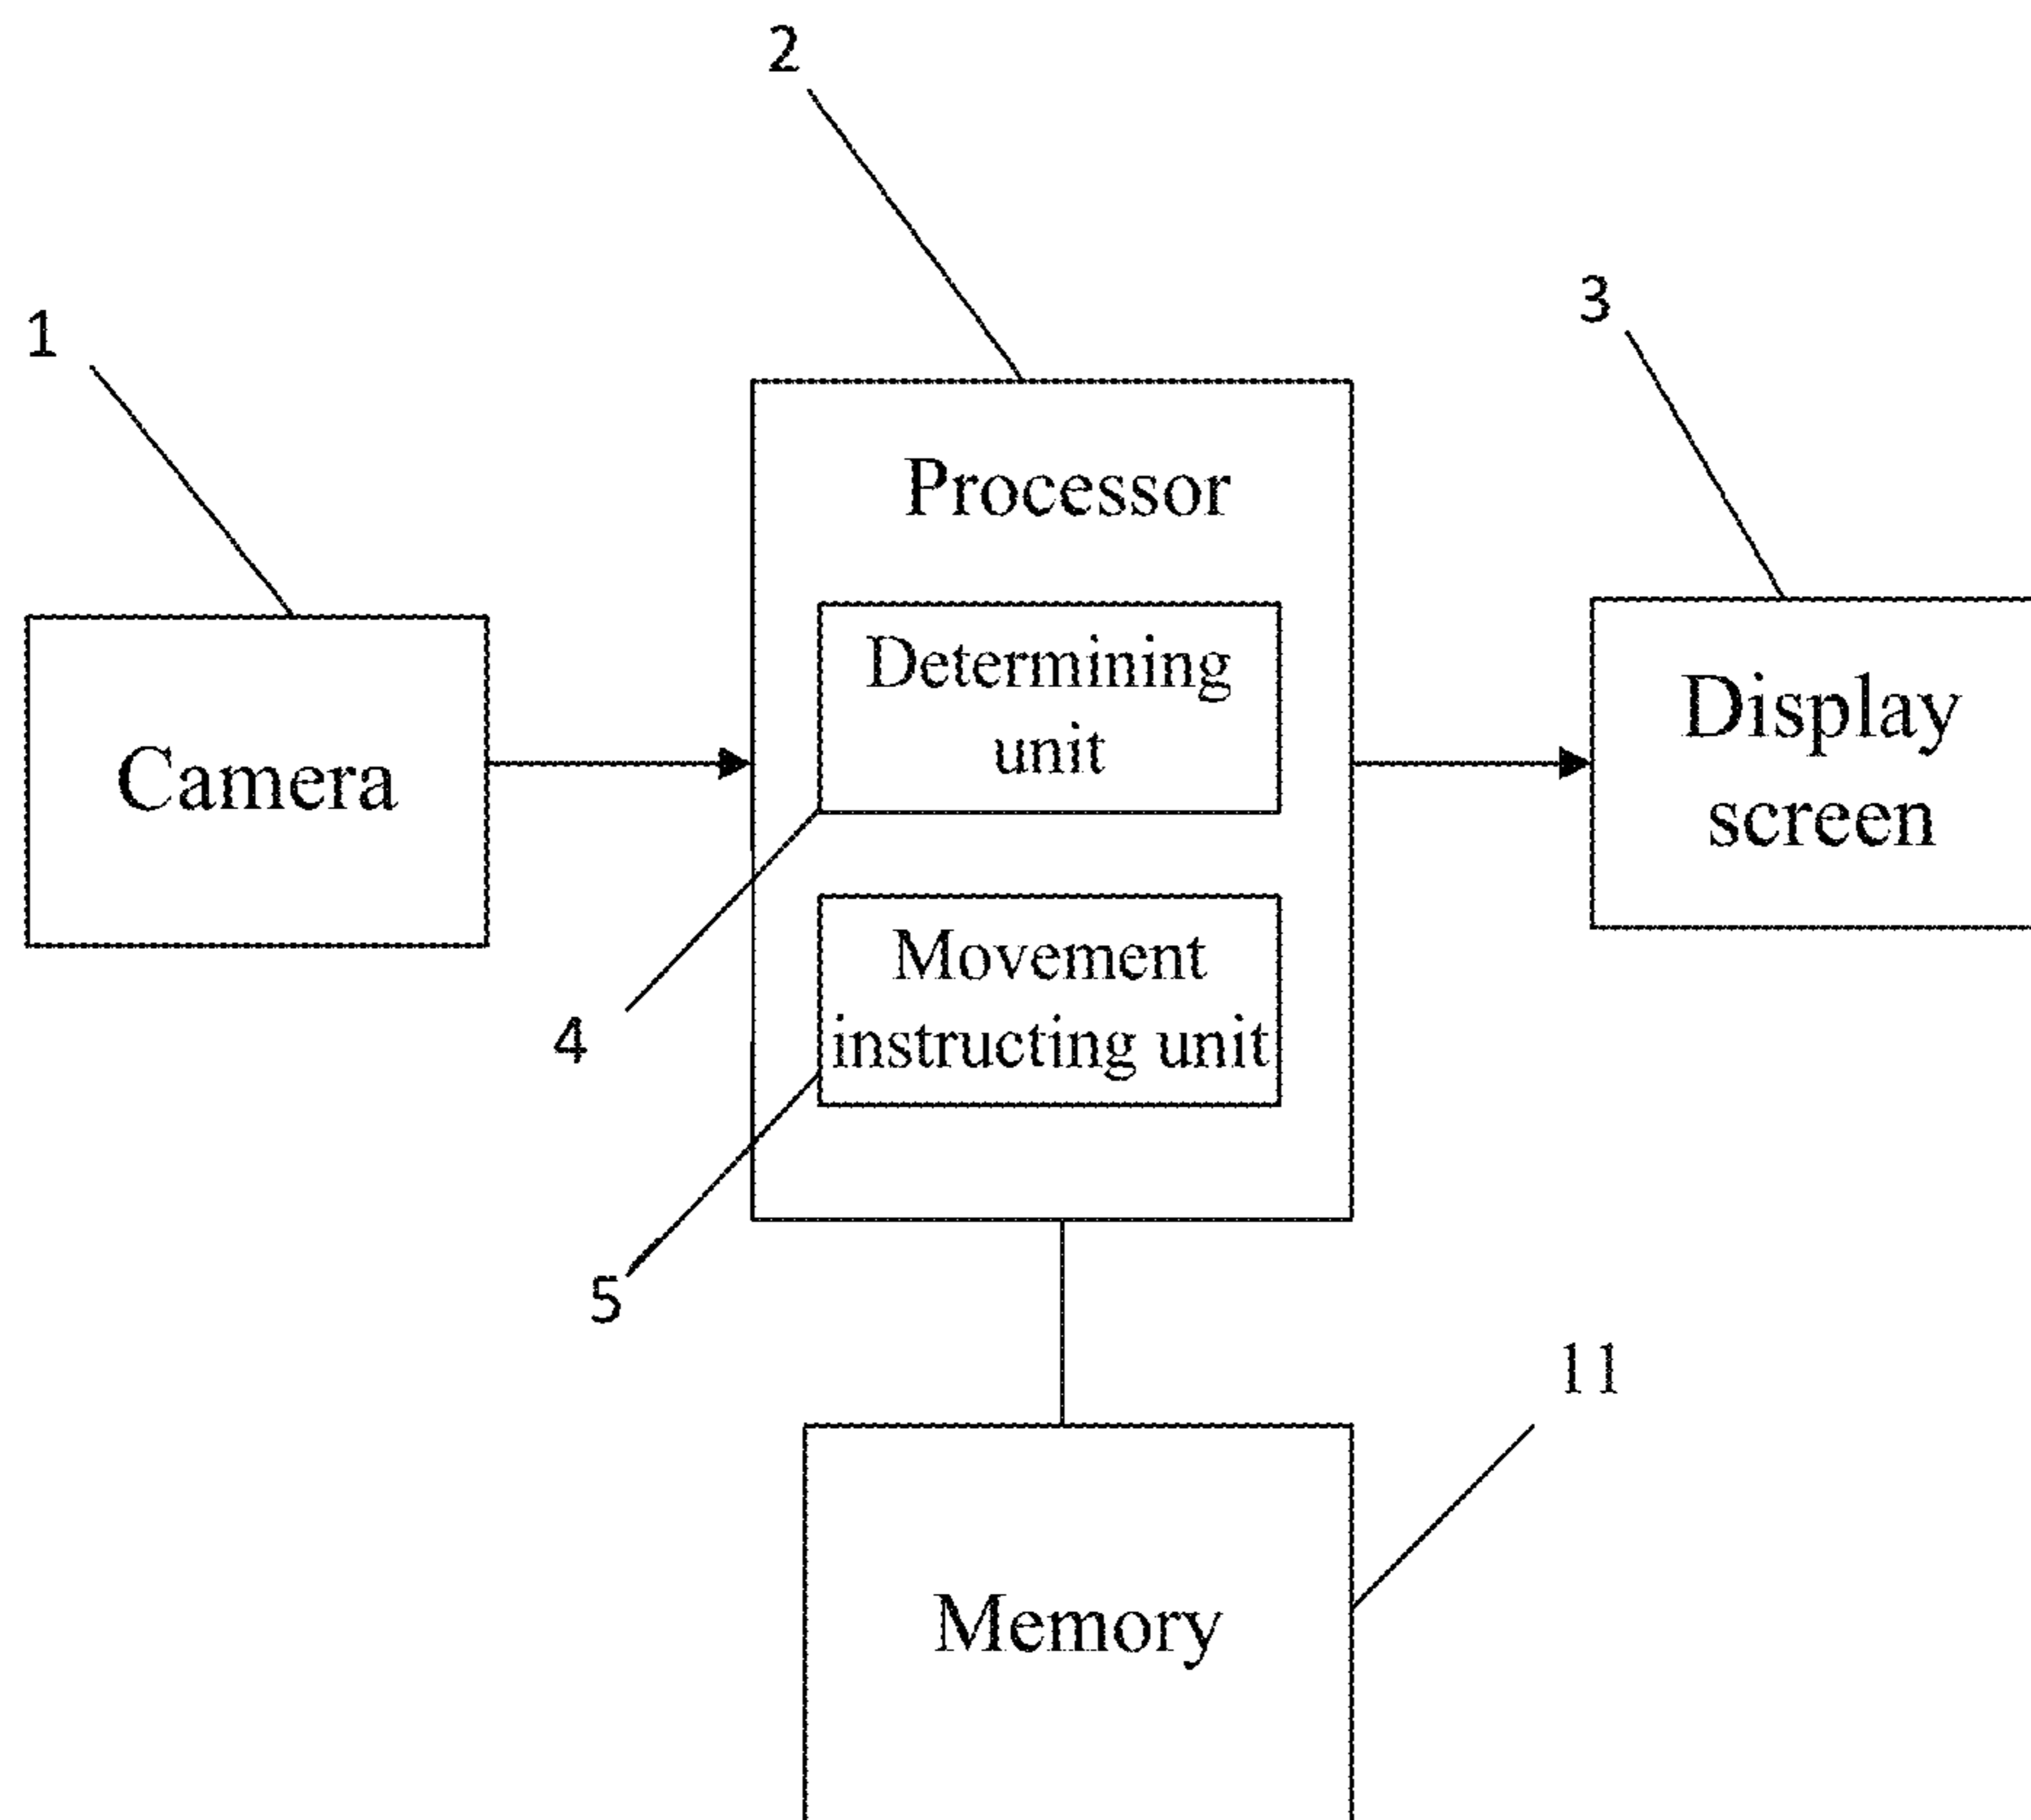 2
3
1
Processor
Determining
unit
Display
screen
Camera
Movement
instructing unit
4
5
11
Memory